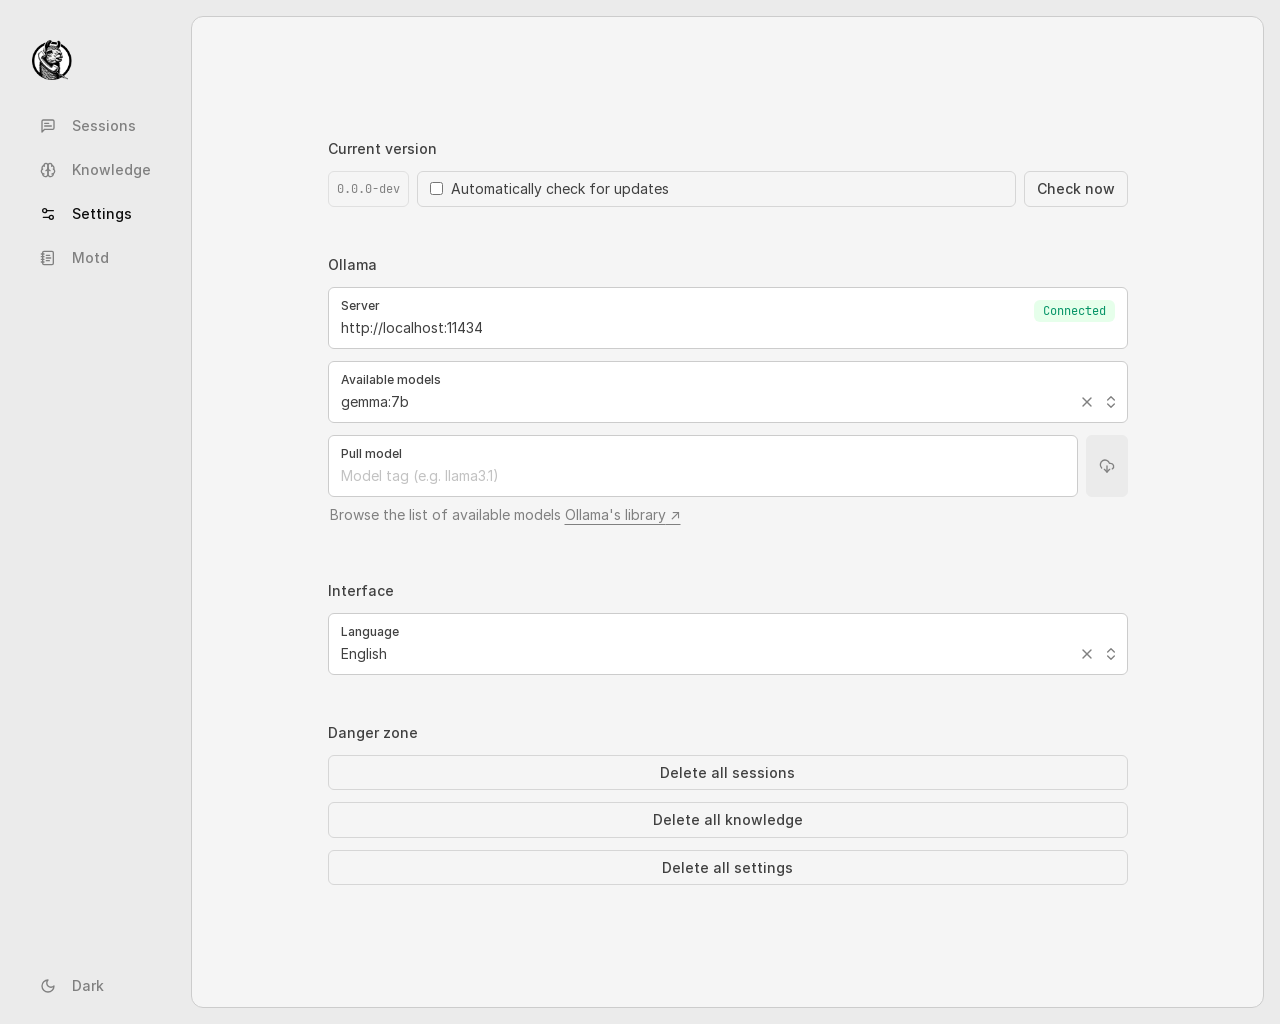 Sessions
Knowledge
Settings
Motd
Dark
Current version
0.0.0-dev
Automatically check for updates
Check now
Ollama
Server
http://localhost:11434
Connected
Available models
gemma:7b
Pull model
Model tag (e.g. llama3.1)
Browse the list of available models Ollama's library ↗
Interface
Language
English
Danger zone
Delete all sessions
Delete all knowledge
Delete all settings